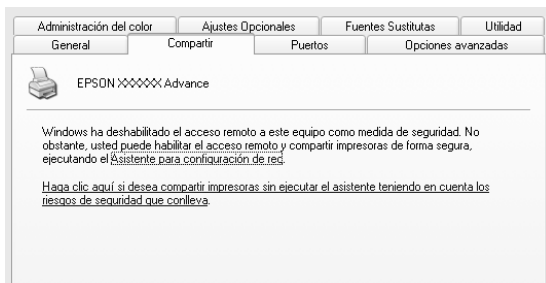 Administración del color Ajustes Opcionales Fuentes Sustitutas Utilidad
General Compartir Puertos Opciones avanzadas
EPSON XXXXXX Advance
Windows ha deshabilitado el acceso remoto a este equipo como medida de seguridad. No
obstante, usted puede habilitar el acceso remoto y compartir impresoras de forma segura,
ejecutando el Asistente para configuración de red.
Haga clic aquí si desea compartir impresoras sin ejecutar el asistente teniendo en cuenta los
riesgos de seguridad que conlleva.